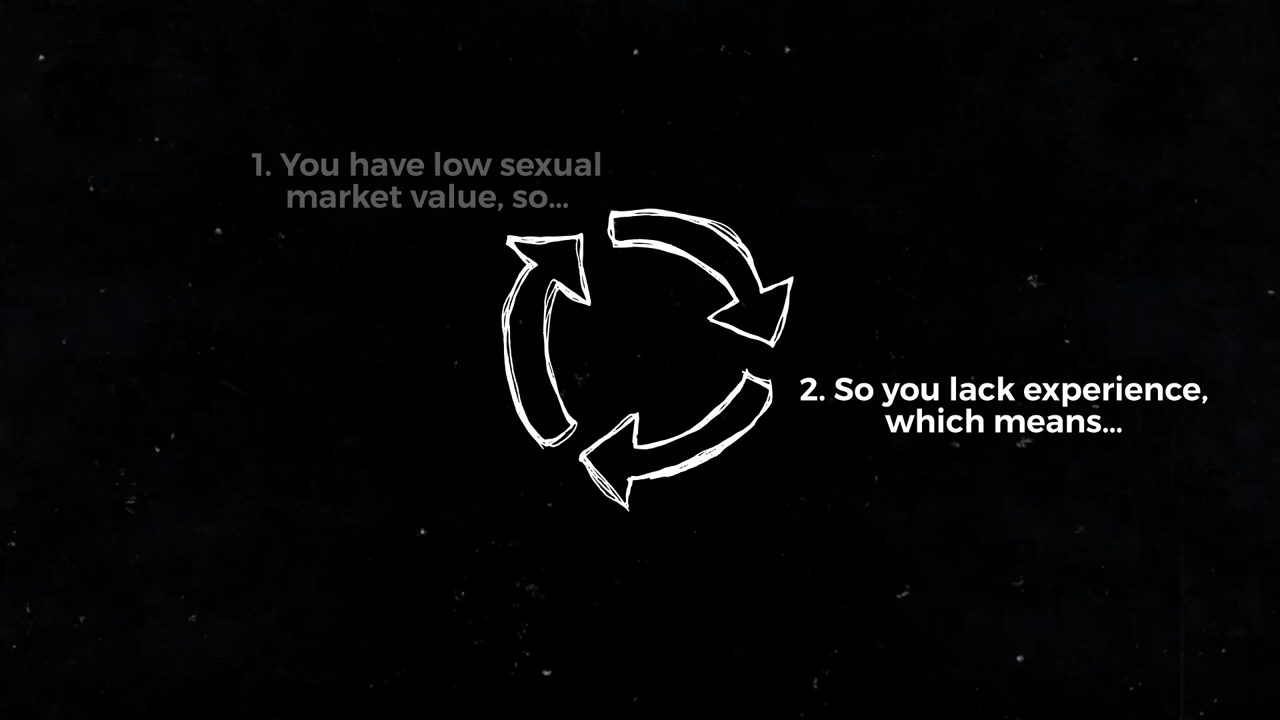 1. You have low sexual
market value, so...
2. So you lack experience,
which means...